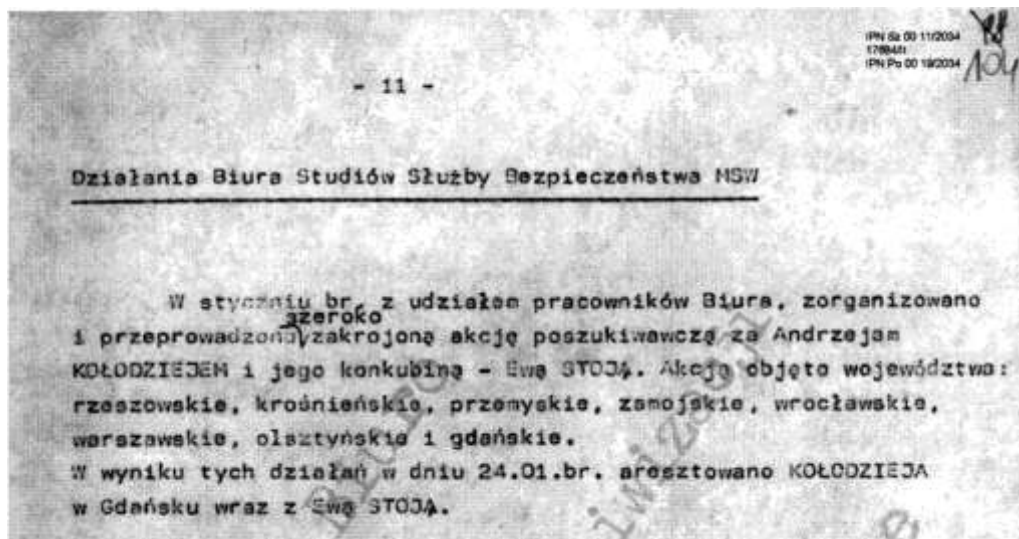 IPN Sz 00 11/2034
IPN Po 00 19/2034
104
- 11 -
Działania Biura Studiów Służby Bezpieczeństwa MSW
W styczniu br. z udziałem pracowników Biura, zorganizowano
szeroko
i przeprowadzono zakrojoną akcję poszukiwawczą za Andrzejem
KOŁODZIEJEM i jego konkubiną - Ewą STOJĄ. Akcją objęto województwa:
rzeszowskie, krośnieńskie, przemyskie, zamojskie, wrocławskie,
warszawskie, olsztyńskie i gdańskie.
W wyniku tych działań w dniu 24.01.br. aresztowano KOŁODZIEJA
w Gdańsku wraz z Ewą STOJĄ.